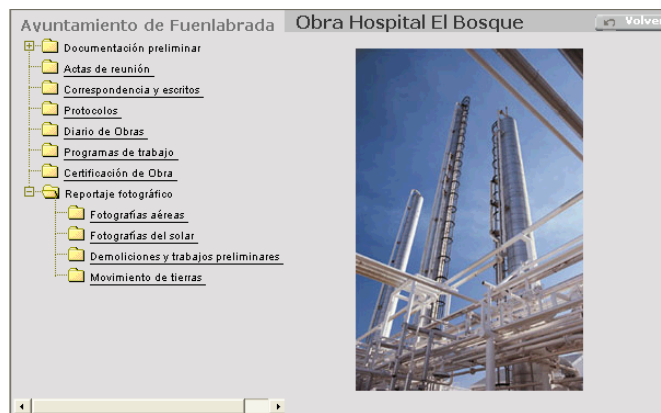 Ayuntamiento de Fuenlabrada
Obra Hospital El Bosque
Volver
Documentación preliminar
Actas de reunión
Correspondencia y escritos
Protocolos
Diario de Obras
Programas de trabajo
Certificación de Obra
Reportaje fotográfico
Fotografías aéreas
Fotografías del solar
Demoliciones y trabajos preliminares
Movimiento de tierras